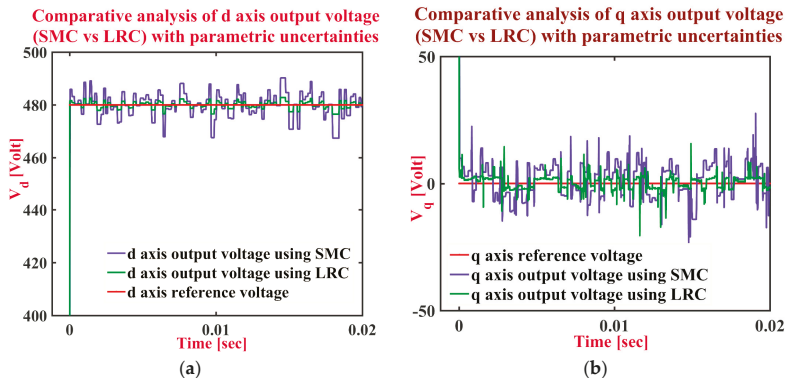 Comparative analysis of d axis output voltage
(SMC vs LRC) with parametric uncertainties
500
480
460
440
420
400
V_d [Volt]
d axis output voltage using SMC
d axis output voltage using LRC
d axis reference voltage
0
0.01
0.02
Time [sec]
(a)
Comparative analysis of q axis output voltage
(SMC vs LRC) with parametric uncertainties
50
0
-50
V_q [Volt]
q axis reference voltage
q axis output voltage using SMC
q axis output voltage using LRC
0
0.01
0.02
Time [sec]
(b)